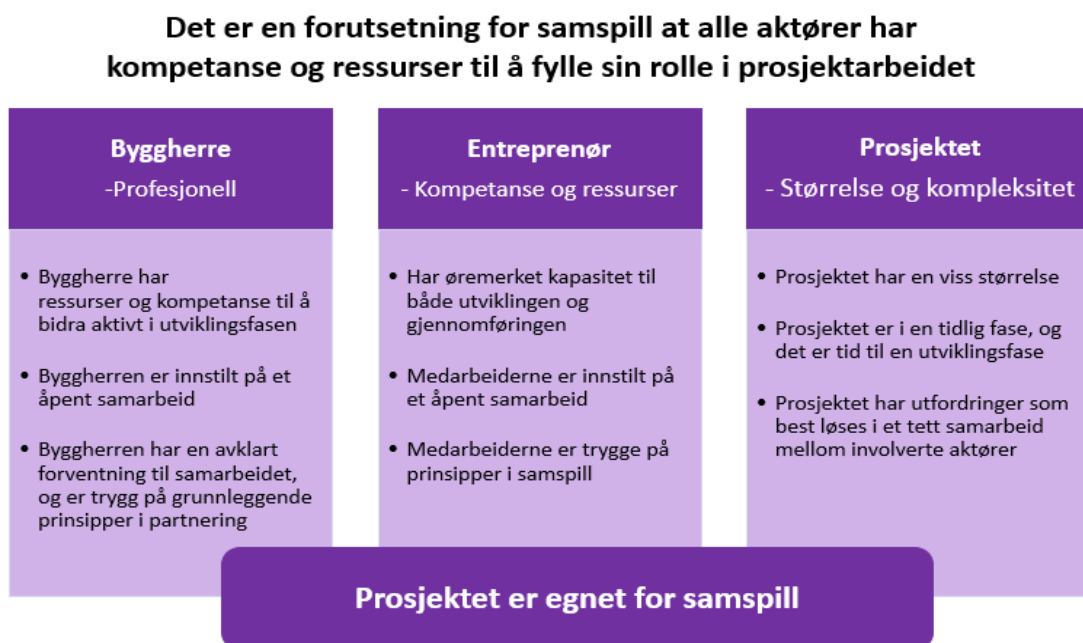 Det er en forutsetning for samspill at alle aktører har
kompetanse og ressurser til å fylle sin rolle i prosjektarbeidet
Byggherre
-Profesjonell
• Byggherre har
ressurser og kompetanse til å
bidra aktivt i utviklingsfasen
• Byggherren er innstilt på et
åpent samarbeid
• Byggherren har en avklart
forventning til samarbeidet,
og er trygg på grunnleggende
prinsipper i partnering
Entreprenør
- Kompetanse og ressurser
• Har øremerket kapasitet til
både utviklingen og
gjennomføringen
• Medarbeiderne er innstilt på
et åpent samarbeid
• Medarbeiderne er trygge på
prinsipper i samspill
Prosjektet
- Størrelse og kompleksitet
• Prosjektet har en viss størrelse
• Prosjektet er i en tidlig fase, og
det er tid til en utviklingsfase
• Prosjektet har utfordringer som
best løses i et tett samarbeid
mellom involverte aktører
Prosjektet er egnet for samspill